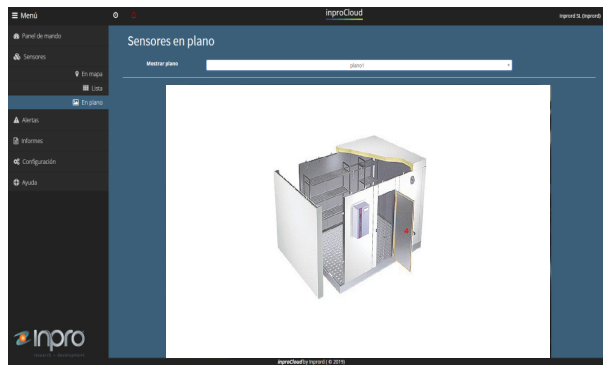 Menú
inproCloud
Inprord SL (Inprord)
Panel de mando
Sensores
En mapa
Lista
En plano
Alertas
Informes
Configuración
Ayuda
Sensores en plano
Mostrar plano
plano1
inpro
inproCloud by Inprord ( © 2019)